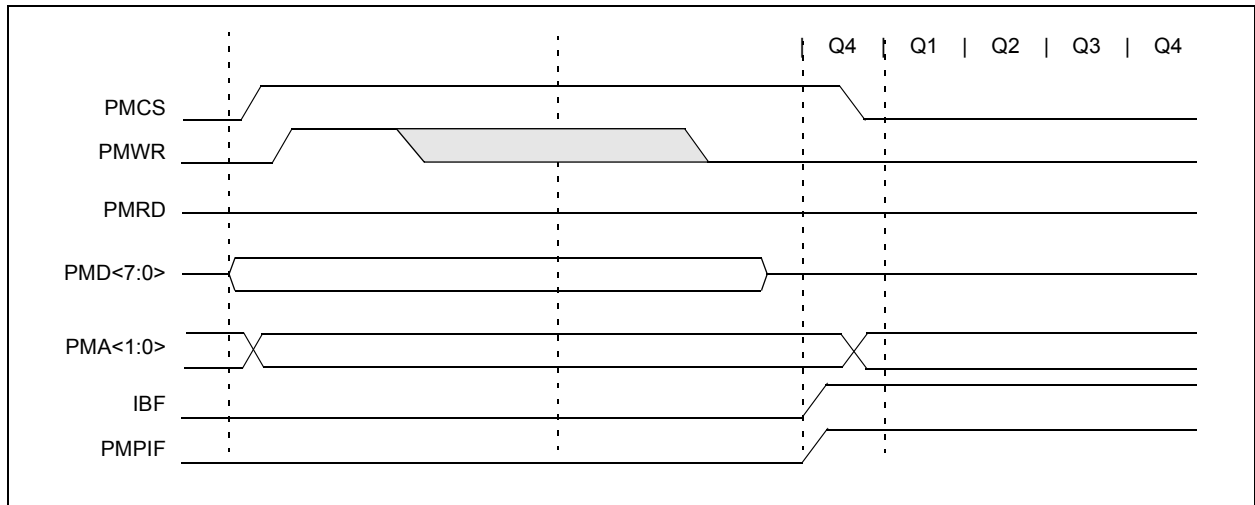 | Q4 | Q1 | Q2 | Q3 | Q4
PMCS
PMWR
PMRD
PMD<7:0>
PMA<1:0>
IBF
PMPIF